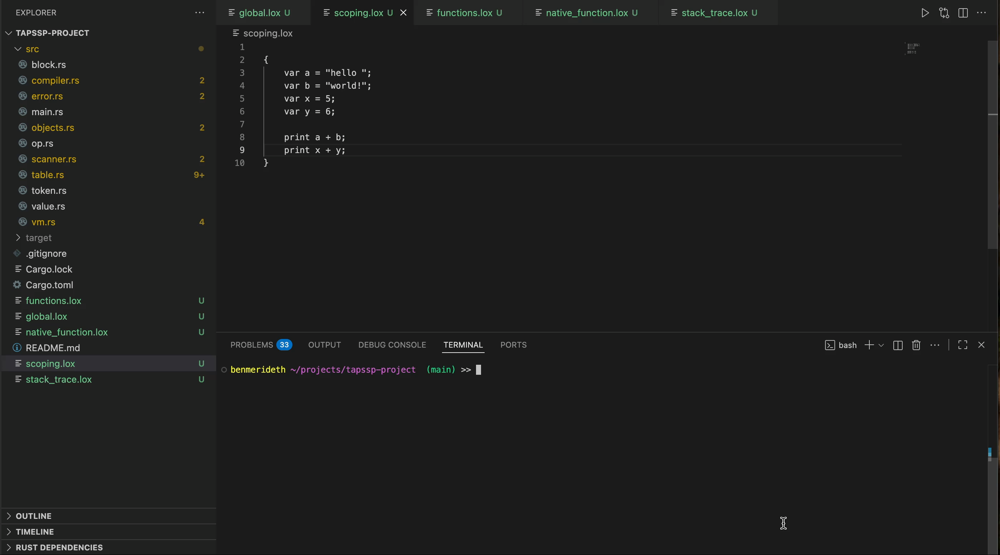 EXPLORER
TAPSSP-PROJECT
src
block.rs
compiler.rs 2
error.rs 2
main.rs
objects.rs 2
op.rs
scanner.rs 2
table.rs 9+
token.rs
value.rs
vm.rs 4
target
.gitignore
Cargo.lock
Cargo.toml
functions.lox U
global.lox U
native_function.lox U
README.md
scoping.lox U
stack_trace.lox U
OUTLINE
TIMELINE
RUST DEPENDENCIES
global.lox U scoping.lox U functions.lox U native_function.lox U stack_trace.lox U
scoping.lox
1
2 {
3 var a = "hello ";
4 var b = "world!";
5 var x = 5;
6 var y = 6;
7
8 print a + b;
9 print x + y;
10 }
PROBLEMS 33 OUTPUT DEBUG CONSOLE TERMINAL PORTS bash
benmerideth ~/projects/tapssp-project (main) >>